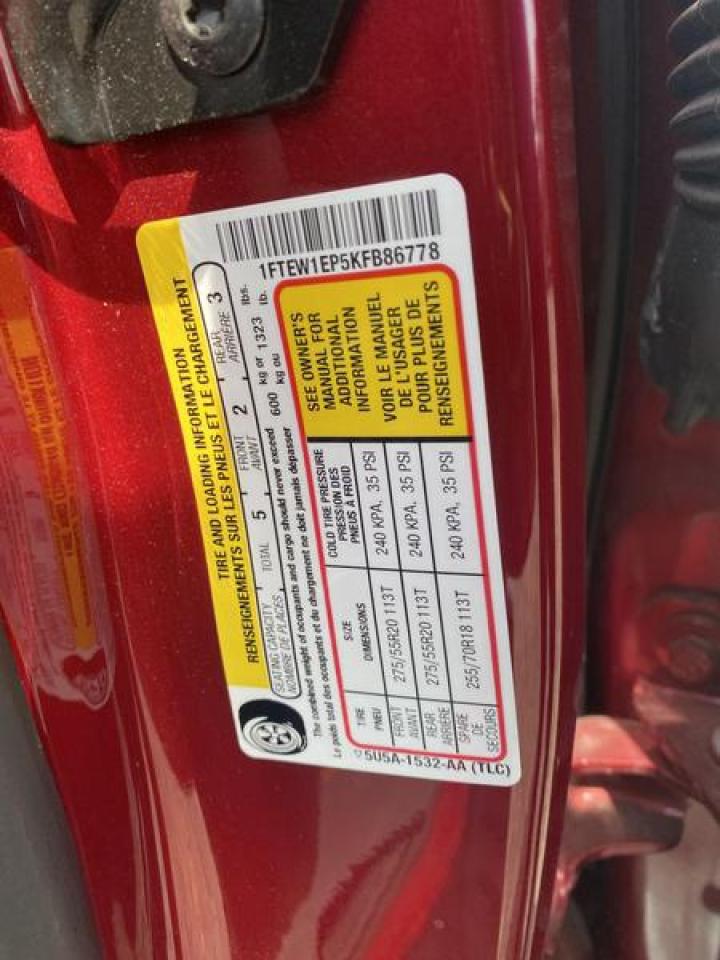 TIRE AND LOADING INFORMATION
RENSEIGNEMENTS SUR LES PNEUS ET LE CHARGEMENT
SEATING CAPACITY TOTAL 5 FRONT 2 REAR 3
NOMBRE DE PLACES AVANT ARRIÈRE
The combined weight of occupants and cargo should never exceed 600 kg or 1323 lbs.
Le poids total des occupants et du chargement ne doit jamais dépasser kg ou lb.
1FTEW1EP5KFB86778
TIRE SIZE COLD TIRE PRESSURE
PNEU DIMENSIONS PRESSION DES
PNEUS À FROID
FRONT
AVANT 275/55R20 113T 240 KPA, 35 PSI
REAR
ARRIÈRE 275/55R20 113T 240 KPA, 35 PSI
SPARE
DE
SECOURS 255/70R18 113T 240 KPA, 35 PSI
SEE OWNER'S
MANUAL FOR
ADDITIONAL
INFORMATION
VOIR LE MANUEL
DE L'USAGER
POUR PLUS DE
RENSEIGNEMENTS
5U5A-1532-AA (TLC)